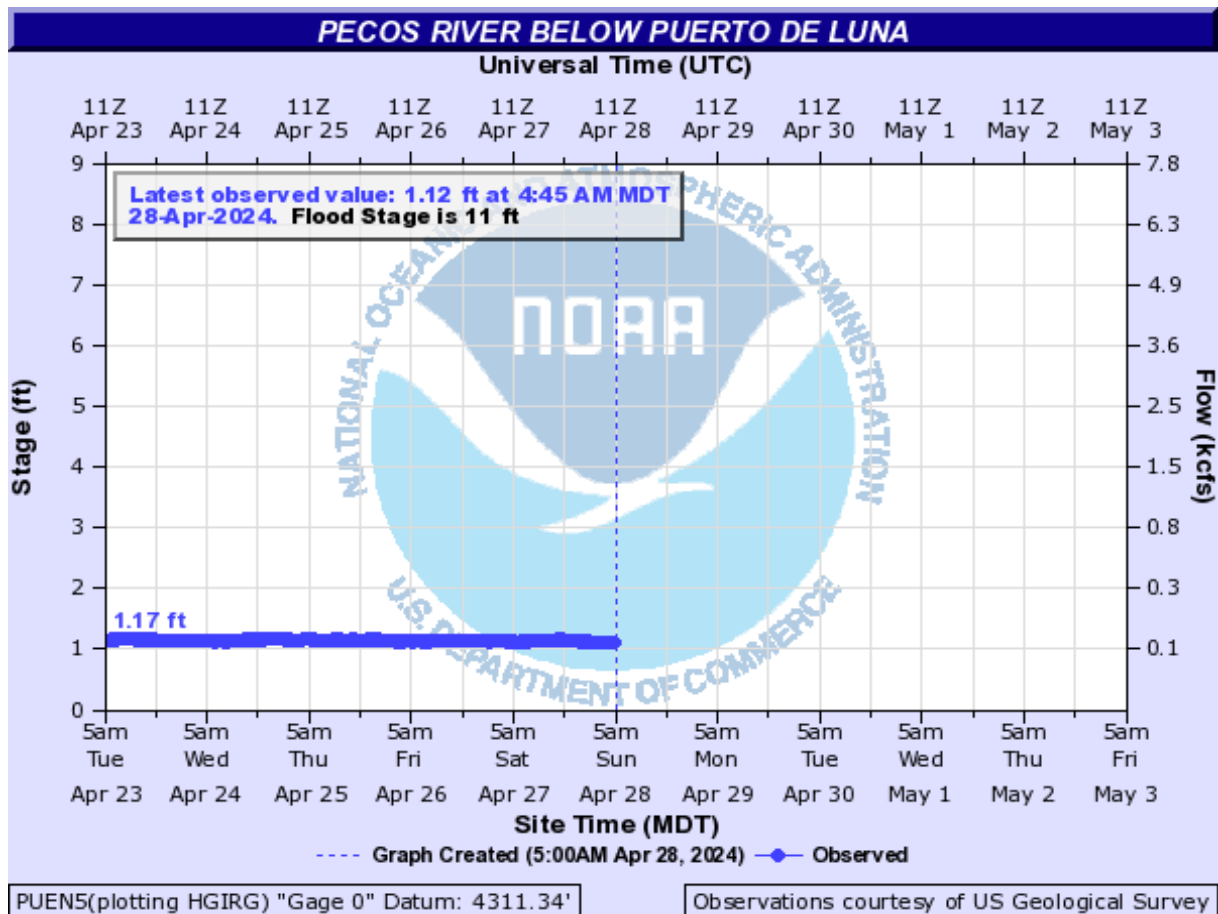 PECOS RIVER BELOW PUERTO DE LUNA
Universal Time (UTC)
11Z 11Z 11Z 11Z 11Z 11Z 11Z 11Z 11Z 11Z 11Z
Apr 23 Apr 24 Apr 25 Apr 26 Apr 27 Apr 28 Apr 29 Apr 30 May 1 May 2 May 3
Latest observed value: 1.12 ft at 4:45 AM MDT
28-Apr-2024. Flood Stage is 11 ft
9 7.8
8 6.3
7 4.9
6 3.6
5 2.5
4 1.5
3 0.8
2 0.3
1 0.1
0
Stage (ft)
Flow (kcfs)
1.17 ft
NATIONAL OCEANIC AND ATMOSPHERIC ADMINISTRATION
NOAA
U.S. DEPARTMENT OF COMMERCE
5am 5am 5am 5am 5am 5am 5am 5am 5am 5am 5am
Tue Wed Thu Fri Sat Sun Mon Tue Wed Thu Fri
Apr 23 Apr 24 Apr 25 Apr 26 Apr 27 Apr 28 Apr 29 Apr 30 May 1 May 2 May 3
Site Time (MDT)
Graph Created (5:00AM Apr 28, 2024) Observed
PUEN5(plotting HGIRG) "Gage 0" Datum: 4311.34'
Observations courtesy of US Geological Survey